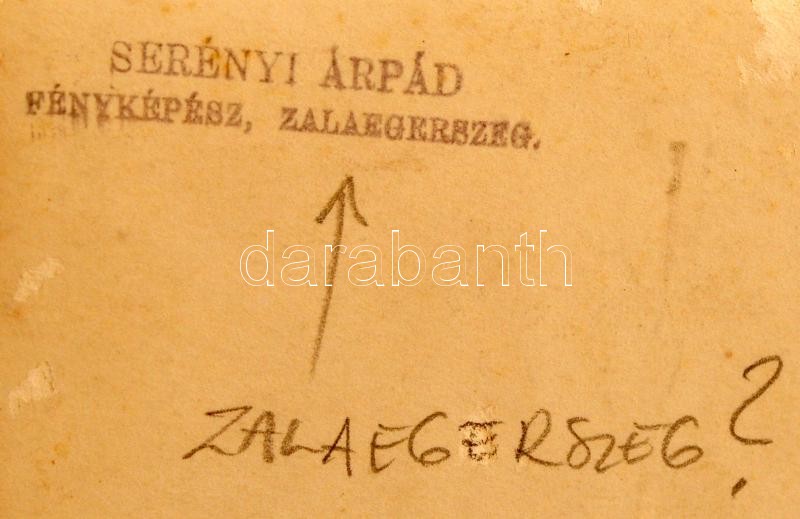 SERÉNYI ÁRPÁD
FÉNYKÉPÉSZ, ZALAEGERSZEG.
darabanth
ZALAEGERSZEG?